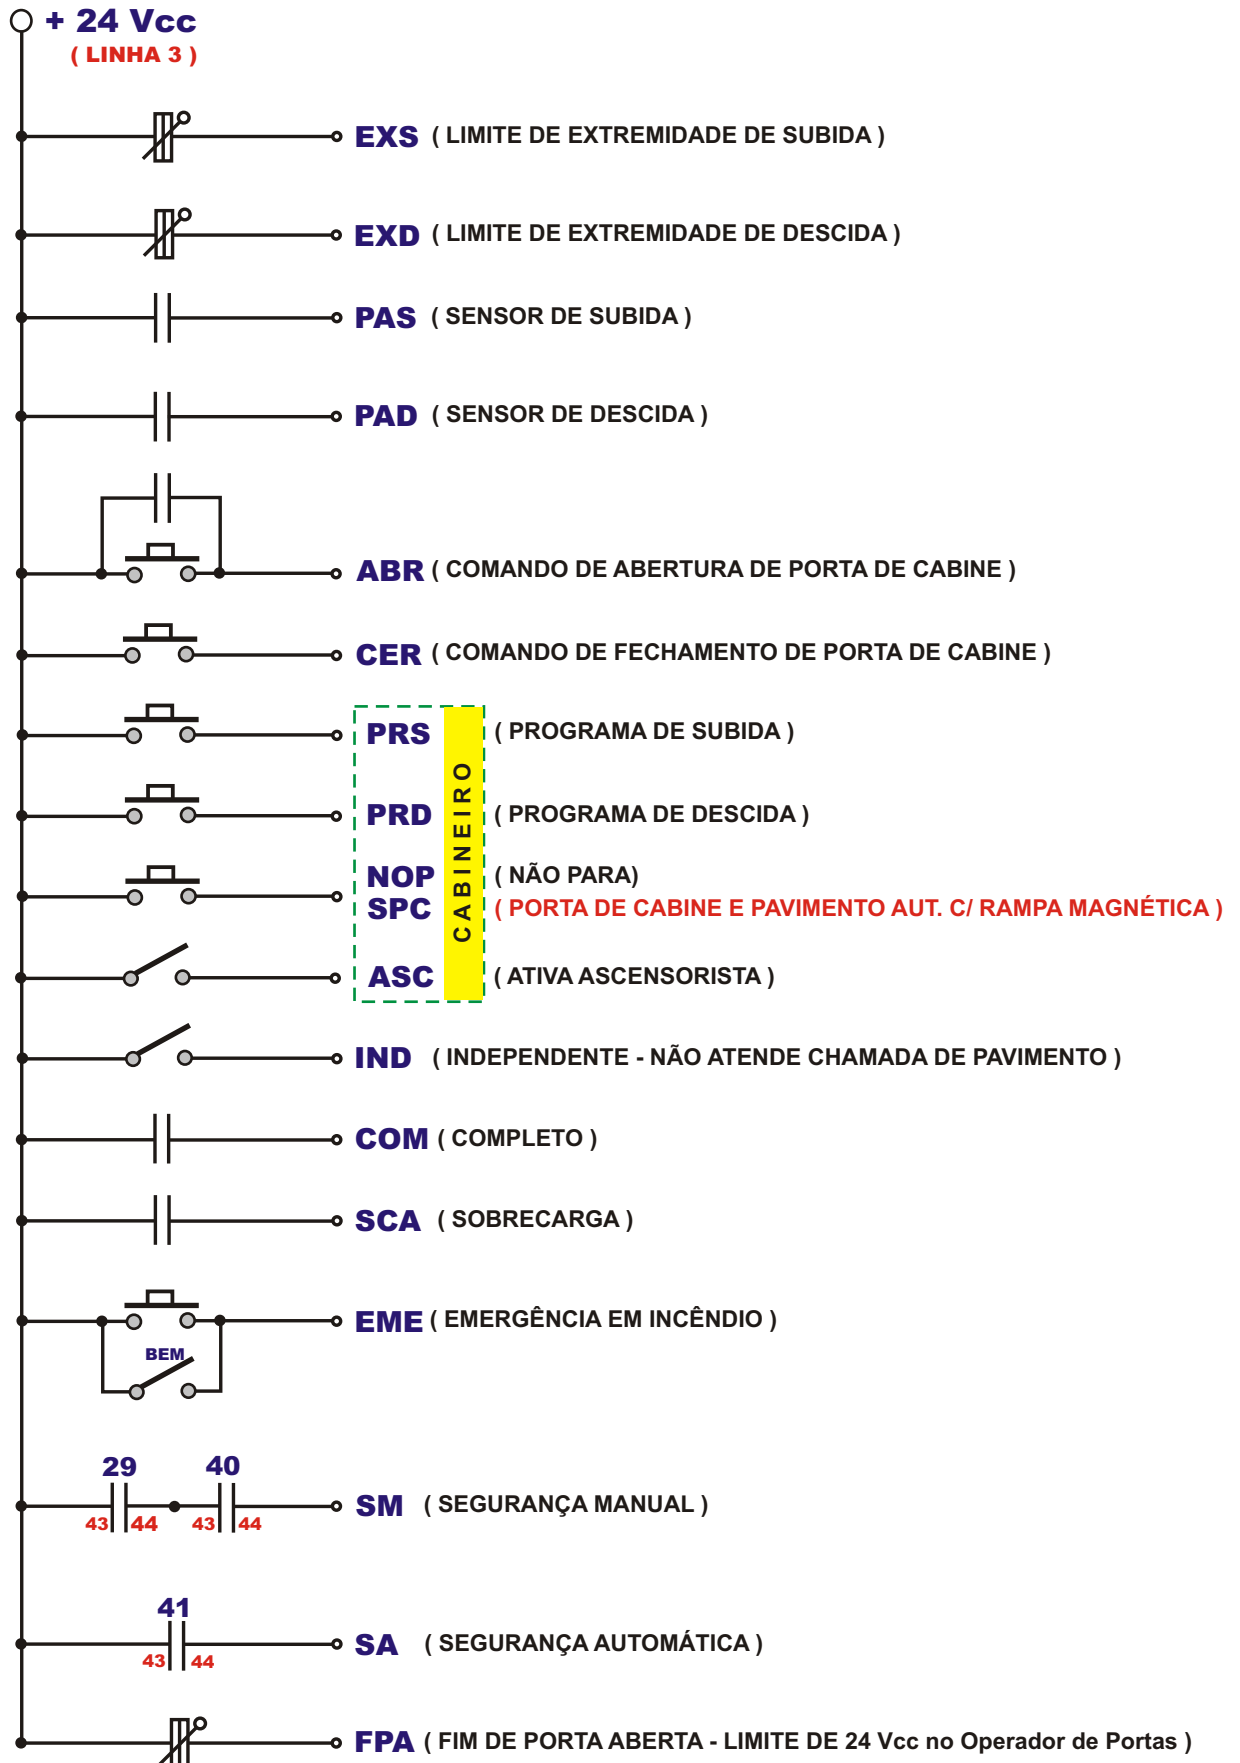 + 24 Vcc
( LINHA 3 )
EXS ( LIMITE DE EXTREMIDADE DE SUBIDA )
EXD ( LIMITE DE EXTREMIDADE DE DESCIDA )
PAS ( SENSOR DE SUBIDA )
PAD ( SENSOR DE DESCIDA )
ABR ( COMANDO DE ABERTURA DE PORTA DE CABINE )
CER ( COMANDO DE FECHAMENTO DE PORTA DE CABINE )
CABINEIRO
PRS ( PROGRAMA DE SUBIDA )
PRD ( PROGRAMA DE DESCIDA )
NOP ( NÃO PARA)
SPC ( PORTA DE CABINE E PAVIMENTO AUT. C/ RAMPA MAGNÉTICA )
ASC ( ATIVA ASCENSORISTA )
IND ( INDEPENDENTE - NÃO ATENDE CHAMADA DE PAVIMENTO )
COM ( COMPLETO )
SCA ( SOBRECARGA )
EME ( EMERGÊNCIA EM INCÊNDIO )
BEM
29 40
SM ( SEGURANÇA MANUAL )
43 44 43 44
41
SA ( SEGURANÇA AUTOMÁTICA )
43 44
FPA ( FIM DE PORTA ABERTA - LIMITE DE 24 Vcc no Operador de Portas )